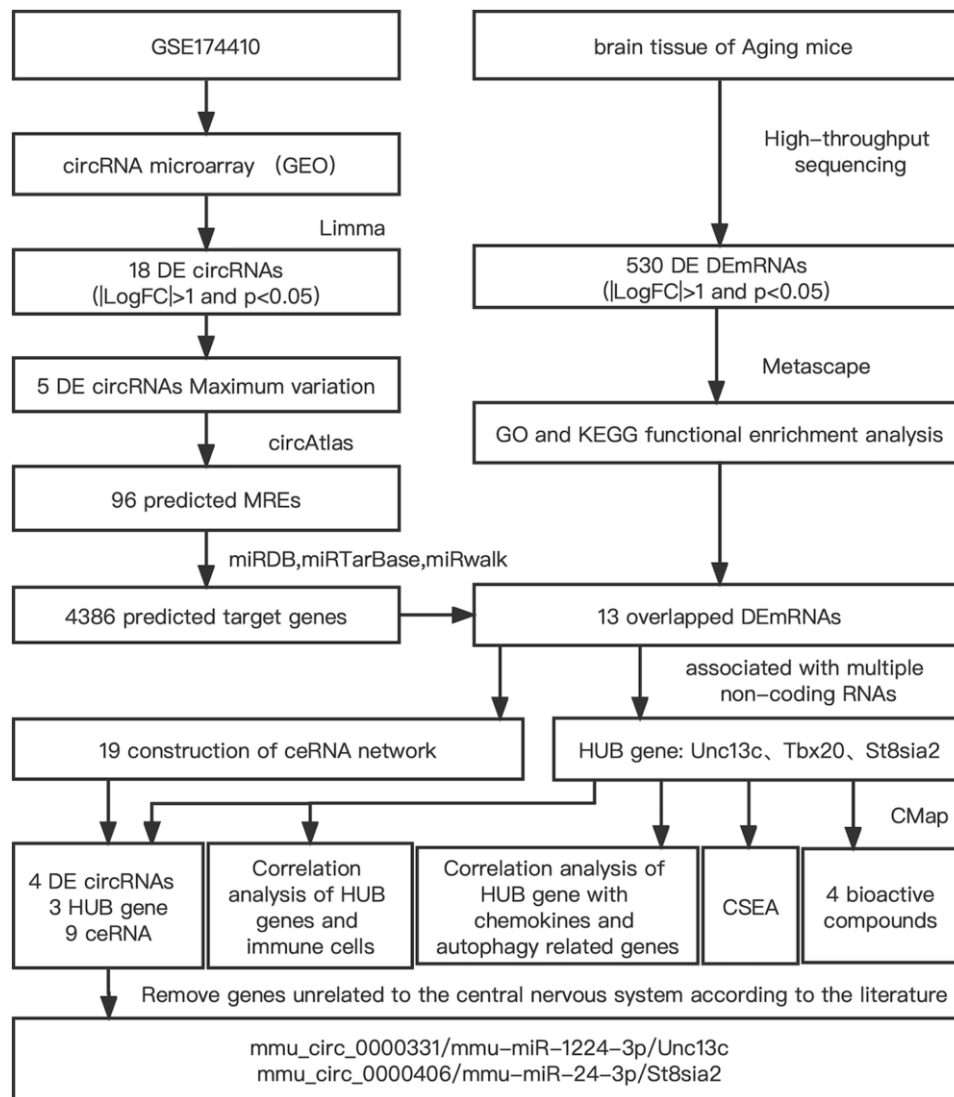 GSE174410
brain tissue of Aging mice
High-throughput
sequencing
circRNA microarray （GEO）
Limma
18 DE circRNAs
(|LogFC|>1 and p<0.05)
530 DE DEmRNAs
(|LogFC|>1 and p<0.05)
Metascape
5 DE circRNAs Maximum variation
circAtlas
GO and KEGG functional enrichment analysis
96 predicted MREs
miRDB,miRTarBase,miRwalk
4386 predicted target genes
13 overlapped DEmRNAs
associated with multiple
non-coding RNAs
19 construction of ceRNA network
HUB gene: Unc13c、Tbx20、St8sia2
CMap
4 DE circRNAs
3 HUB gene
9 ceRNA
Correlation
analysis of HUB
genes and
immune cells
Correlation analysis of
HUB gene with
chemokines and
autophagy related genes
CSEA
4 bioactive
compounds
Remove genes unrelated to the central nervous system according to the literature
mmu_circ_0000331/mmu-miR-1224-3p/Unc13c
mmu_circ_0000406/mmu-miR-24-3p/St8sia2